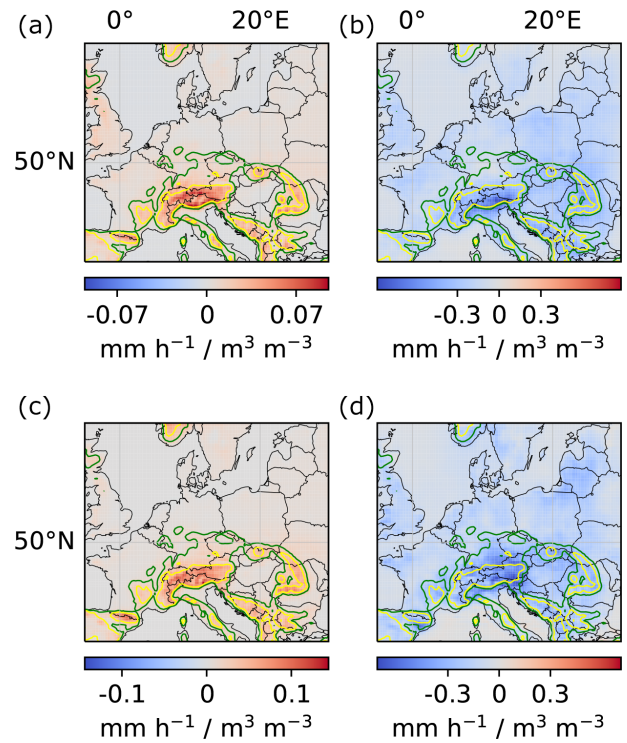 (a) 0° 20°E (b) 0° 20°E
50°N
-0.07 0 0.07 -0.3 0 0.3
mm h⁻¹ / m³ m⁻³ mm h⁻¹ / m³ m⁻³
(c) (d)
50°N
-0.1 0 0.1 -0.3 0 0.3
mm h⁻¹ / m³ m⁻³ mm h⁻¹ / m³ m⁻³